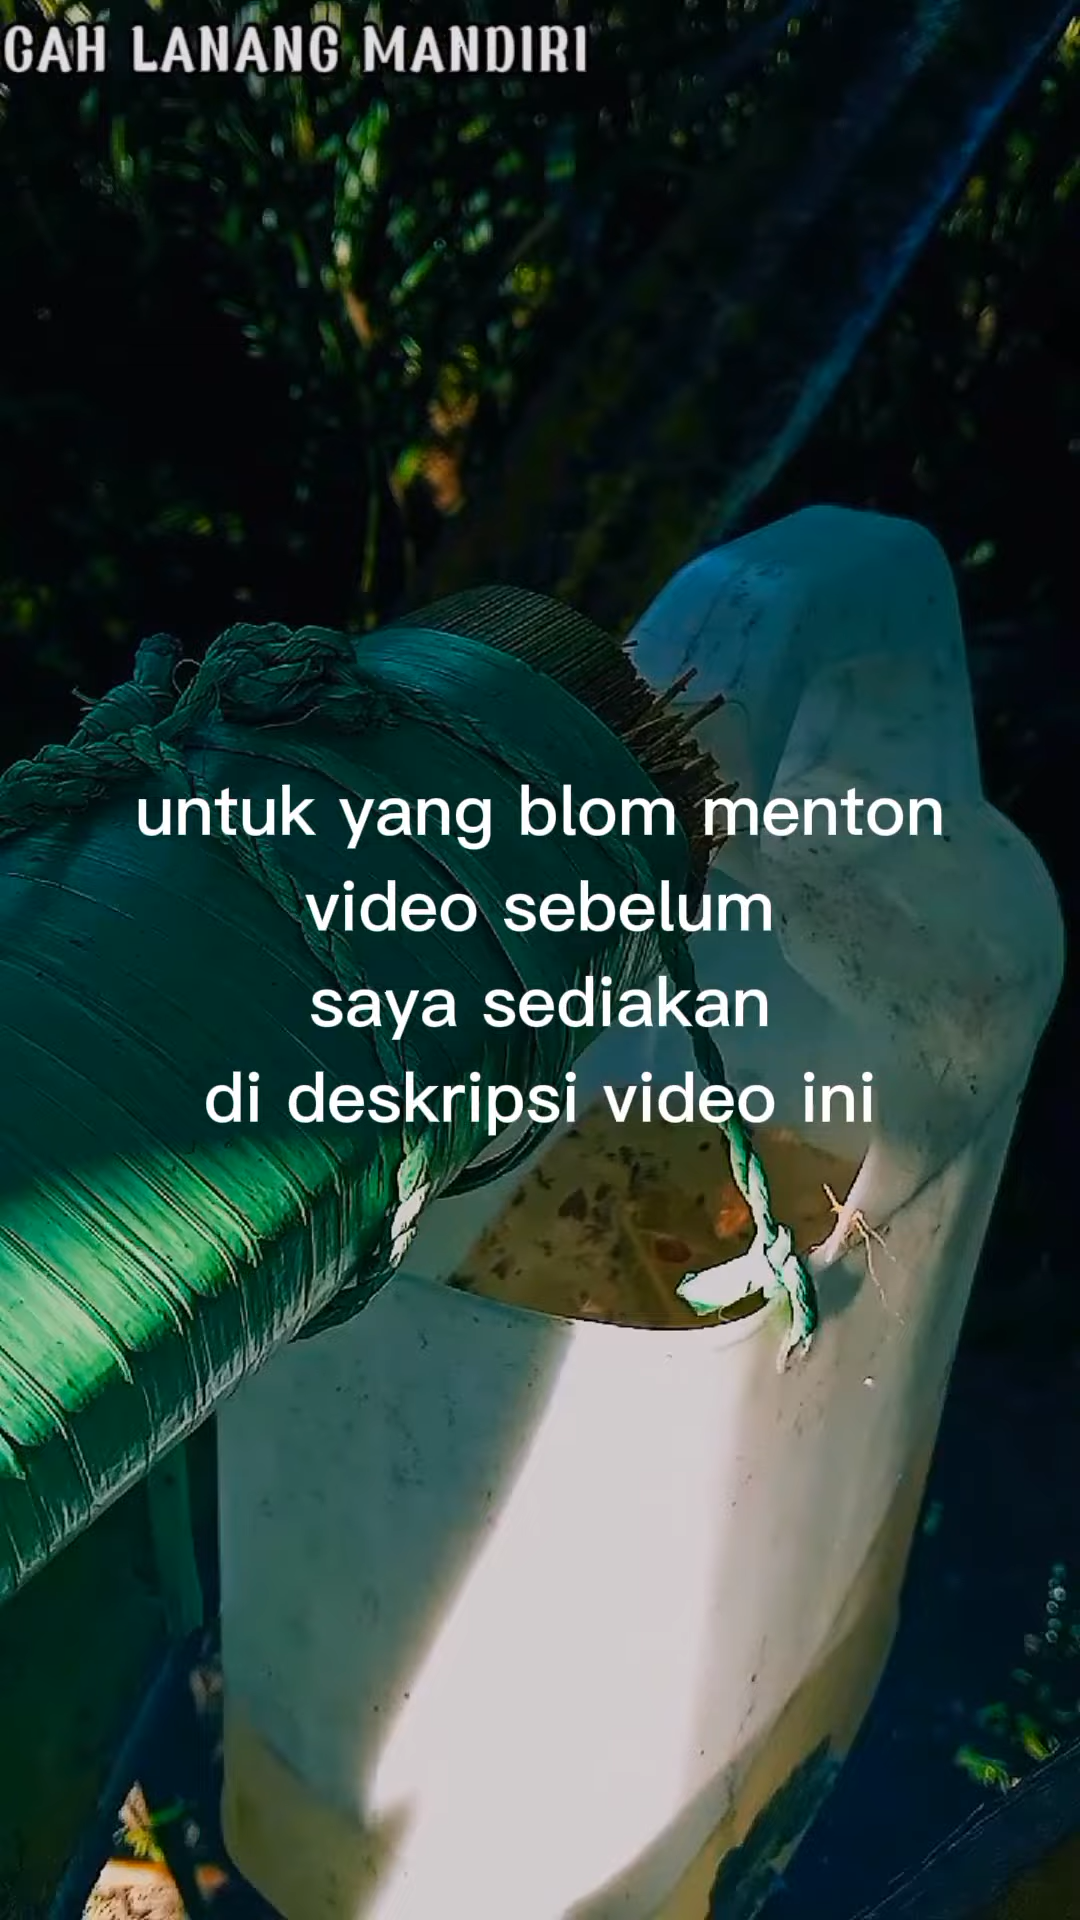 CAH LANANG MANDIRI
untuk yang blom menton
video sebelum
saya sediakan
di deskripsi video ini